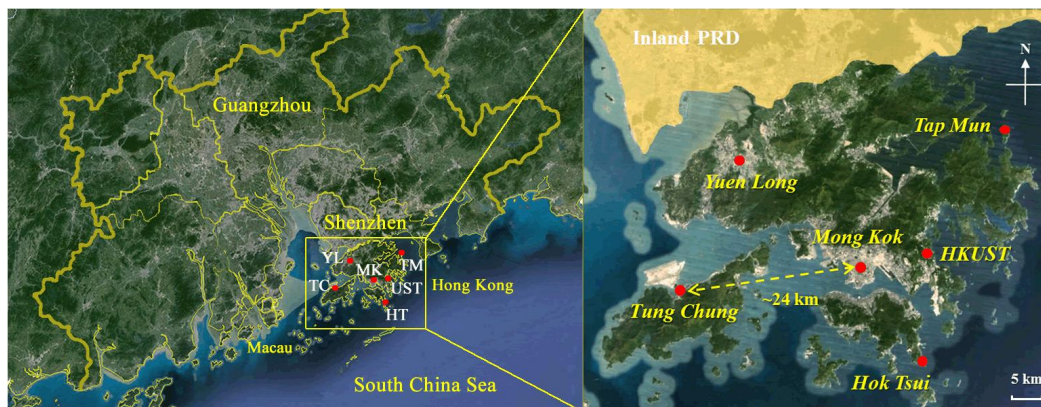 Guangzhou
Shenzhen
YL
TM
MK
TC
UST
Hong Kong
HT
Macau
South China Sea
Inland PRD
N
Tap Mun
Yuen Long
Mong Kok
HKUST
~24 km
Tung Chung
Hok Tsui
5 km